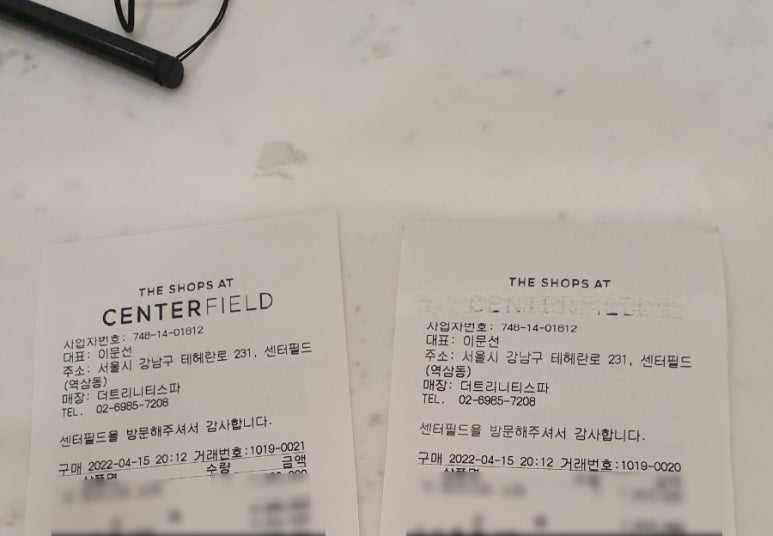 THE SHOPS AT
CENTERFIELD
사업자번호: 748-14-01812
대표: 이문선
주소: 서울시 강남구 테헤란로 231, 센터필드
(역삼동)
매장: 더트리니티스파
TEL. 02-6985-7208
센터필드을 방문해주셔서 감사합니다.
구매 2022-04-15 20:12 거래번호:1019-0021
상품명 수량 금액
THE SHOPS AT
CENTERFIELD
사업자번호: 748-14-01812
대표: 이문선
주소: 서울시 강남구 테헤란로 231, 센터필드
(역삼동)
매장: 더트리니티스파
TEL. 02-6985-7208
센터필드을 방문해주셔서 감사합니다.
구매 2022-04-15 20:12 거래번호:1019-0020